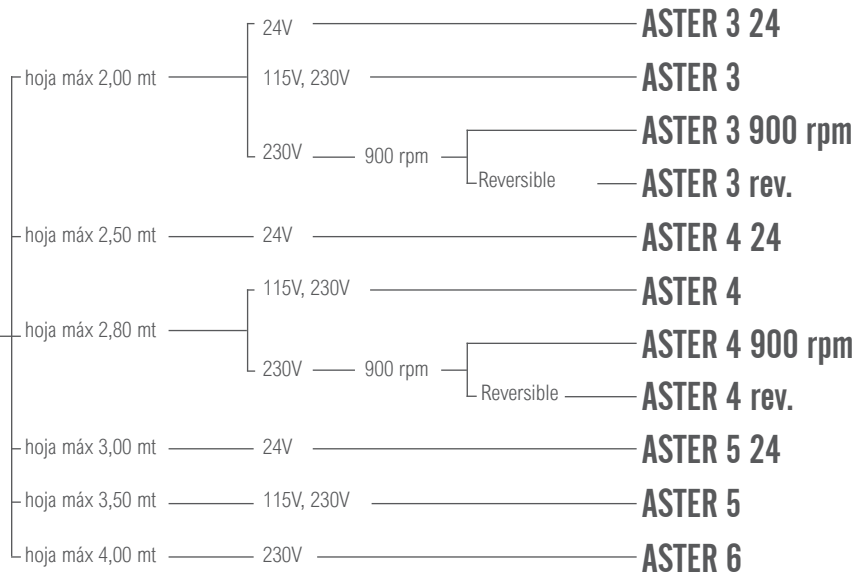 24V ASTER 3 24
hoja máx 2,00 mt 115V, 230V ASTER 3
ASTER 3 900 rpm
230V 900 rpm
Reversible ASTER 3 rev.
hoja máx 2,50 mt 24V ASTER 4 24
115V, 230V ASTER 4
hoja máx 2,80 mt
ASTER 4 900 rpm
230V 900 rpm
Reversible ASTER 4 rev.
hoja máx 3,00 mt 24V ASTER 5 24
hoja máx 3,50 mt 115V, 230V ASTER 5
hoja máx 4,00 mt 230V ASTER 6